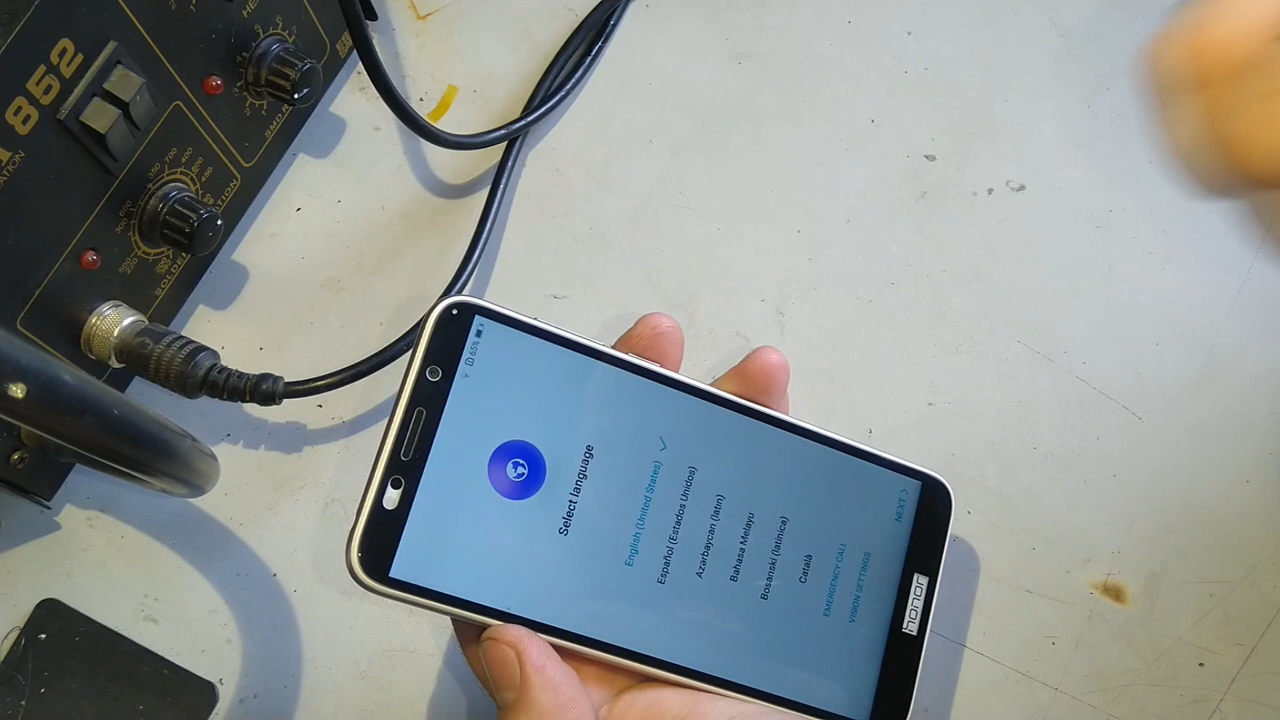 852
65%
Select language
English (United States)
Español (Estados Unidos)
Azərbaycan (latın)
Bahasa Melayu
Bosanski (latinica)
Català
EMERGENCY CALL
VISION SETTINGS
NEXT
honor